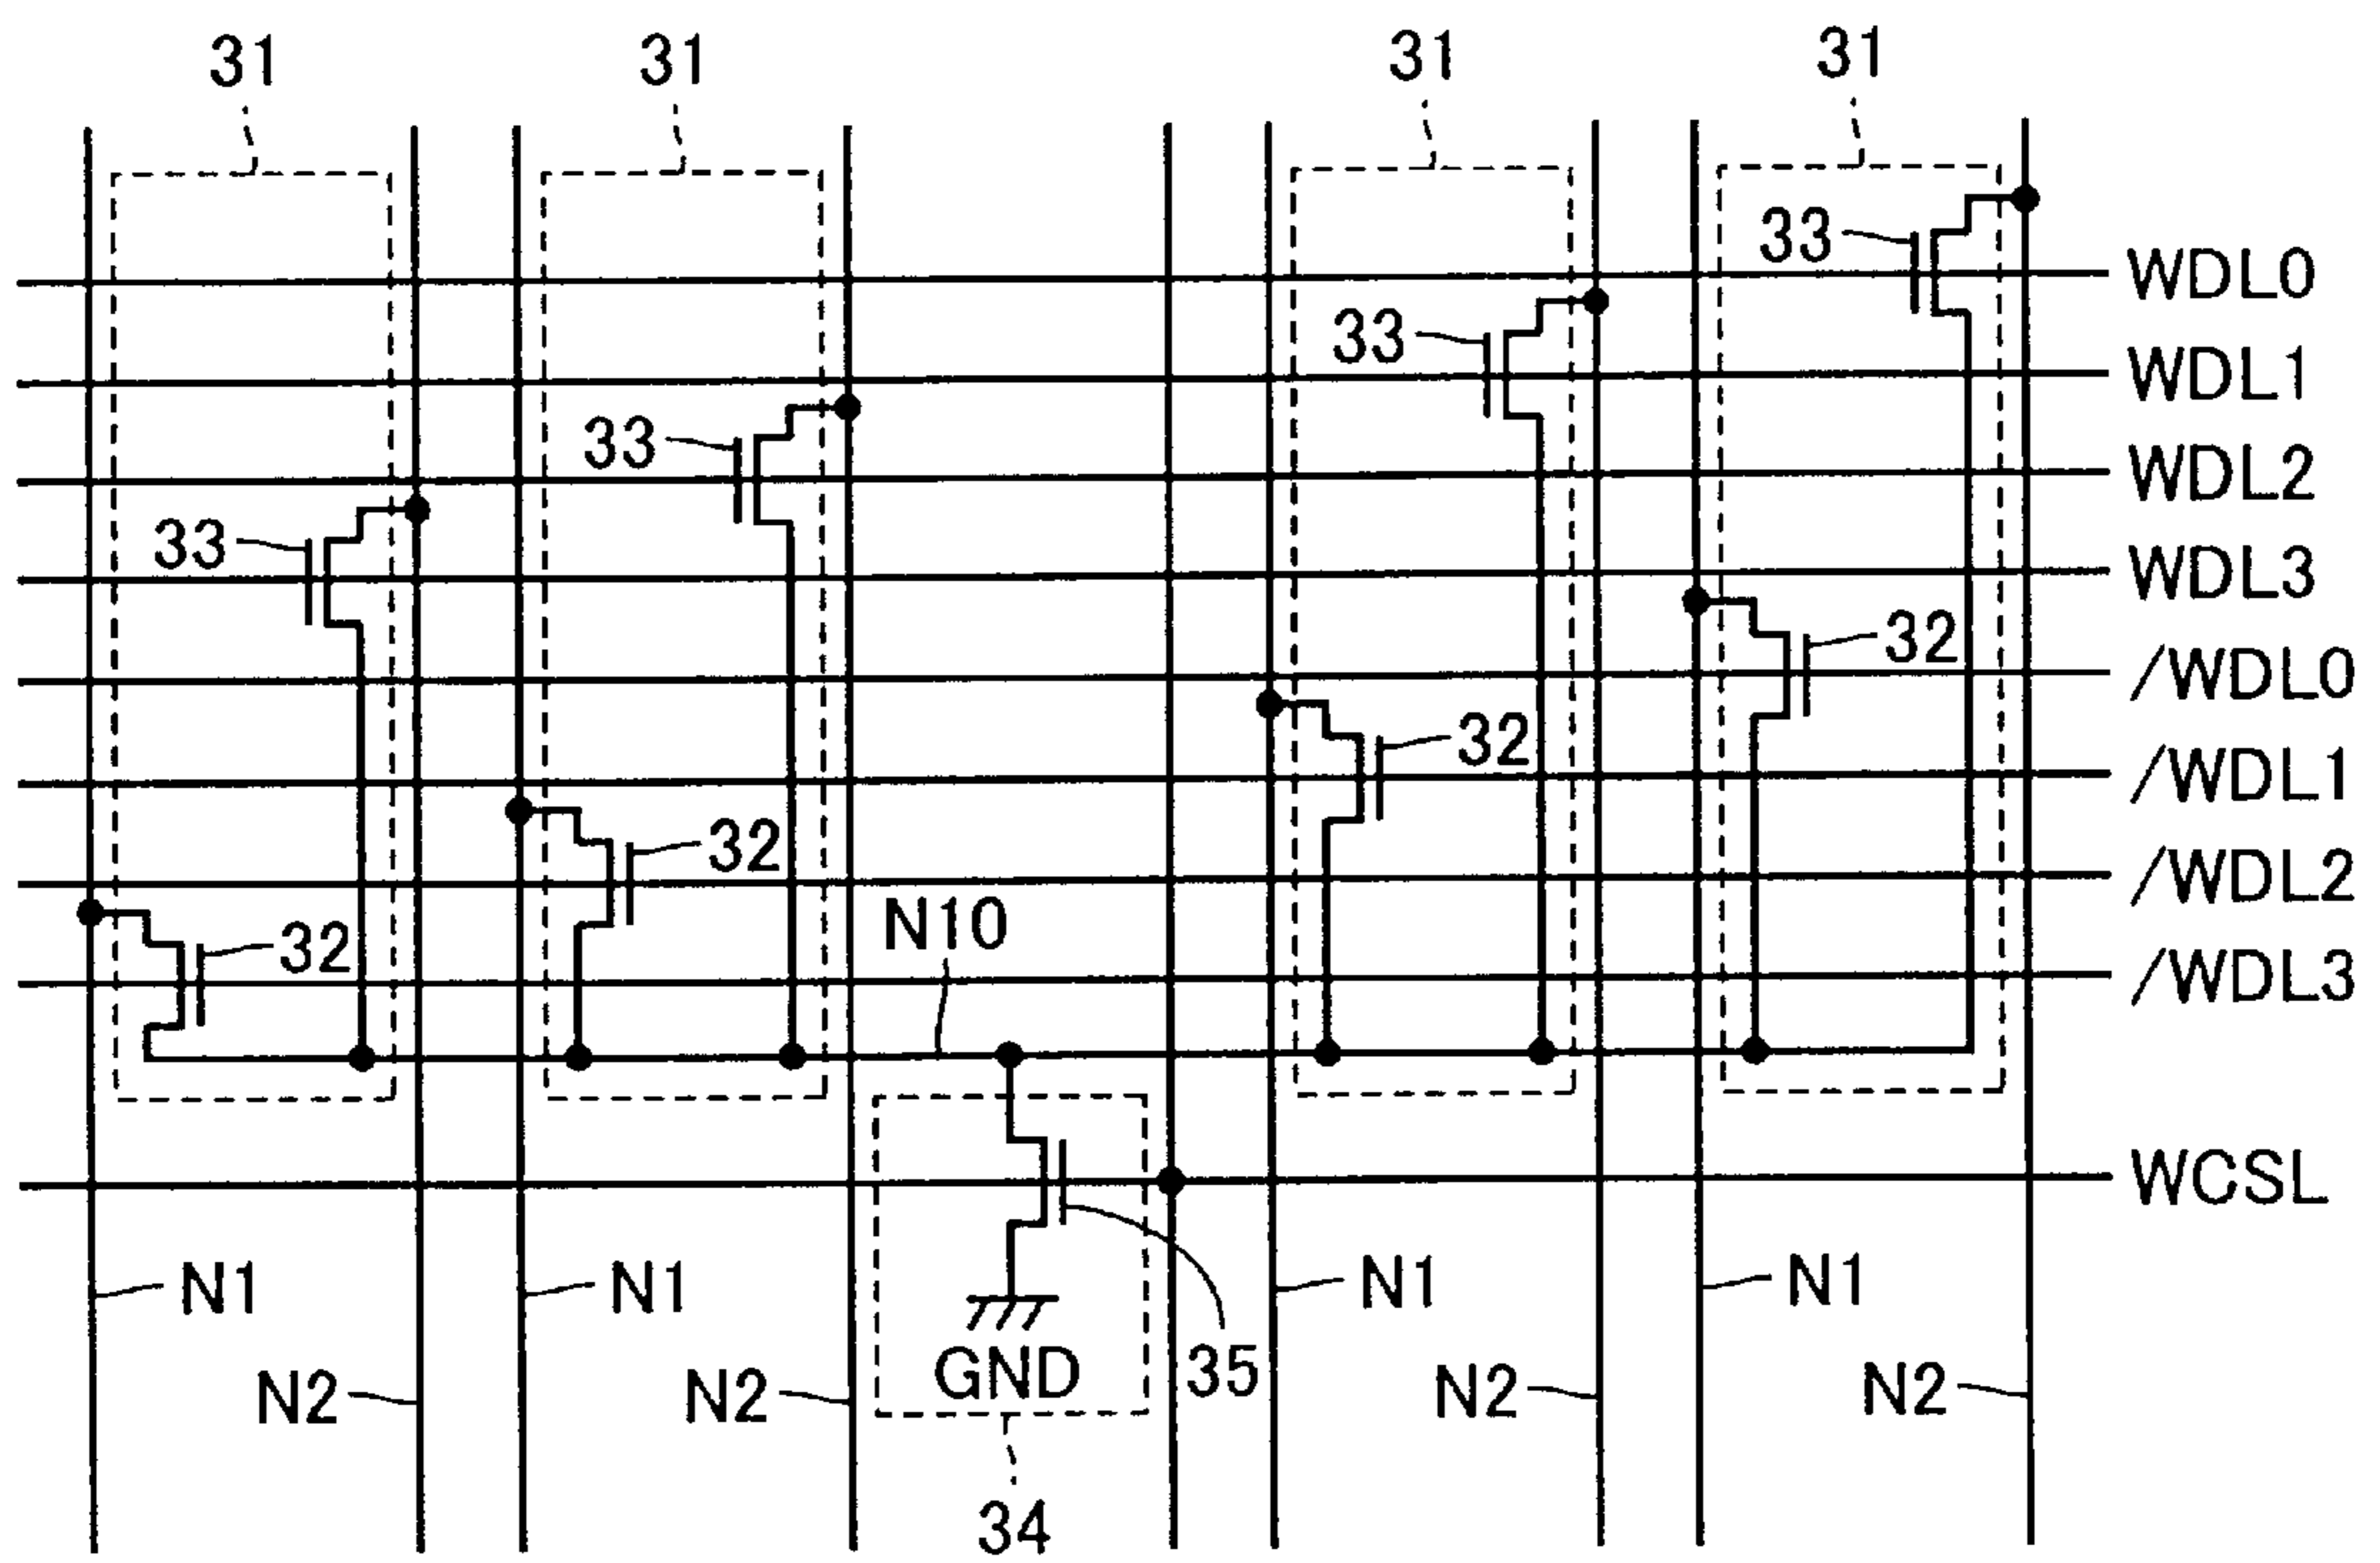 31 31 31 31
33 WDL0
33 WDL1
33 WDL2
33 WDL3
32 /WDL0
32 /WDL1
32 /WDL2
32 N10 /WDL3
WCSL
N1 N1 N1 N1
N2 N2 GND 35 N2 N2
34